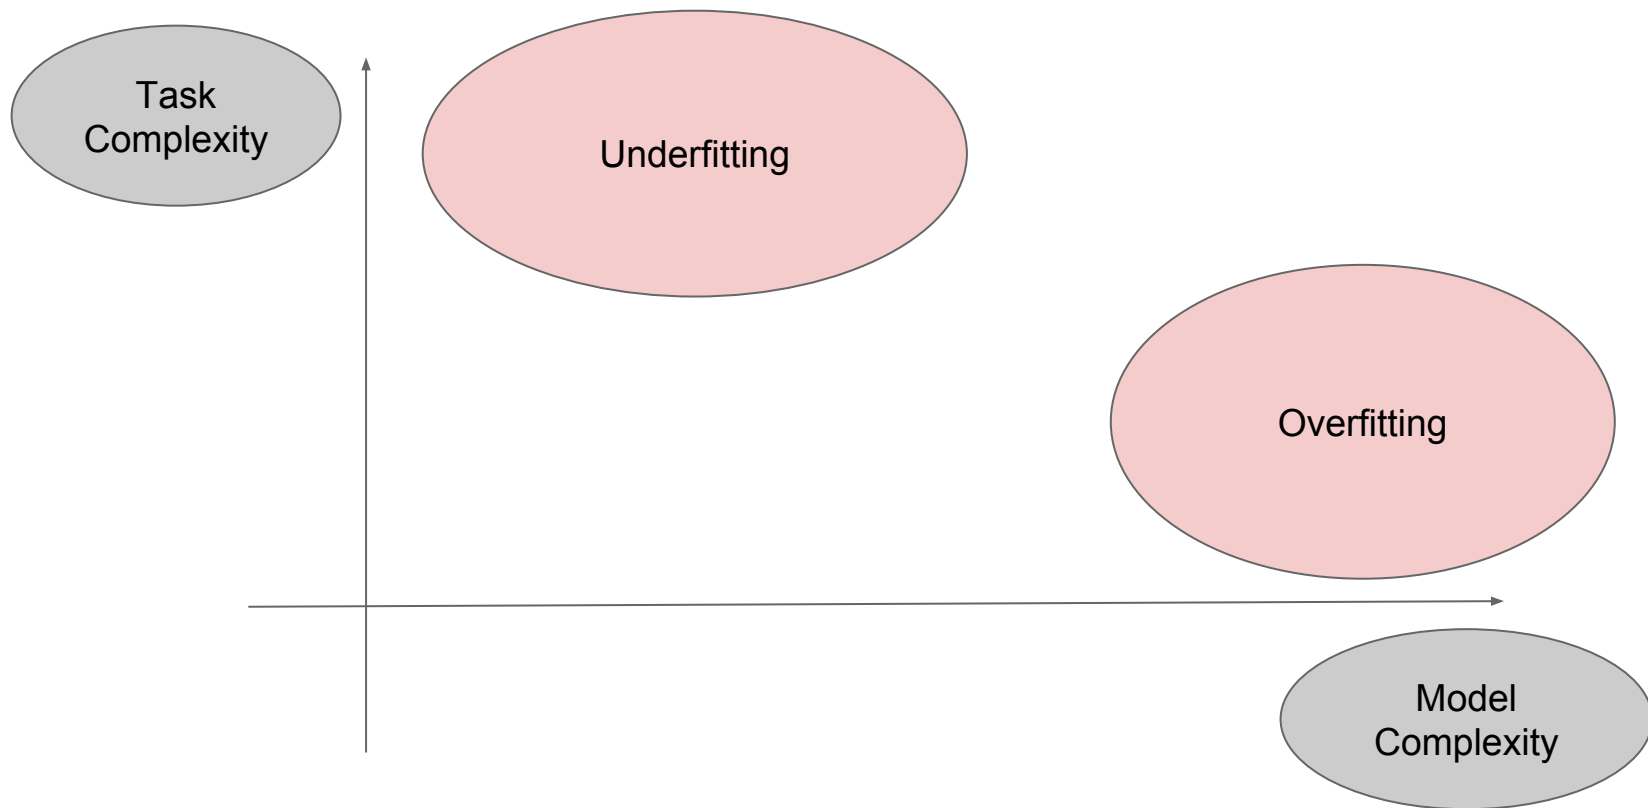 Task
Complexity
Underfitting
Overfitting
Model
Complexity